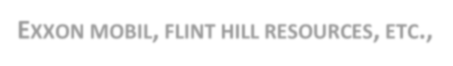 EXXON MOBIL, FLINT HILL RESOURCES, ETC.,